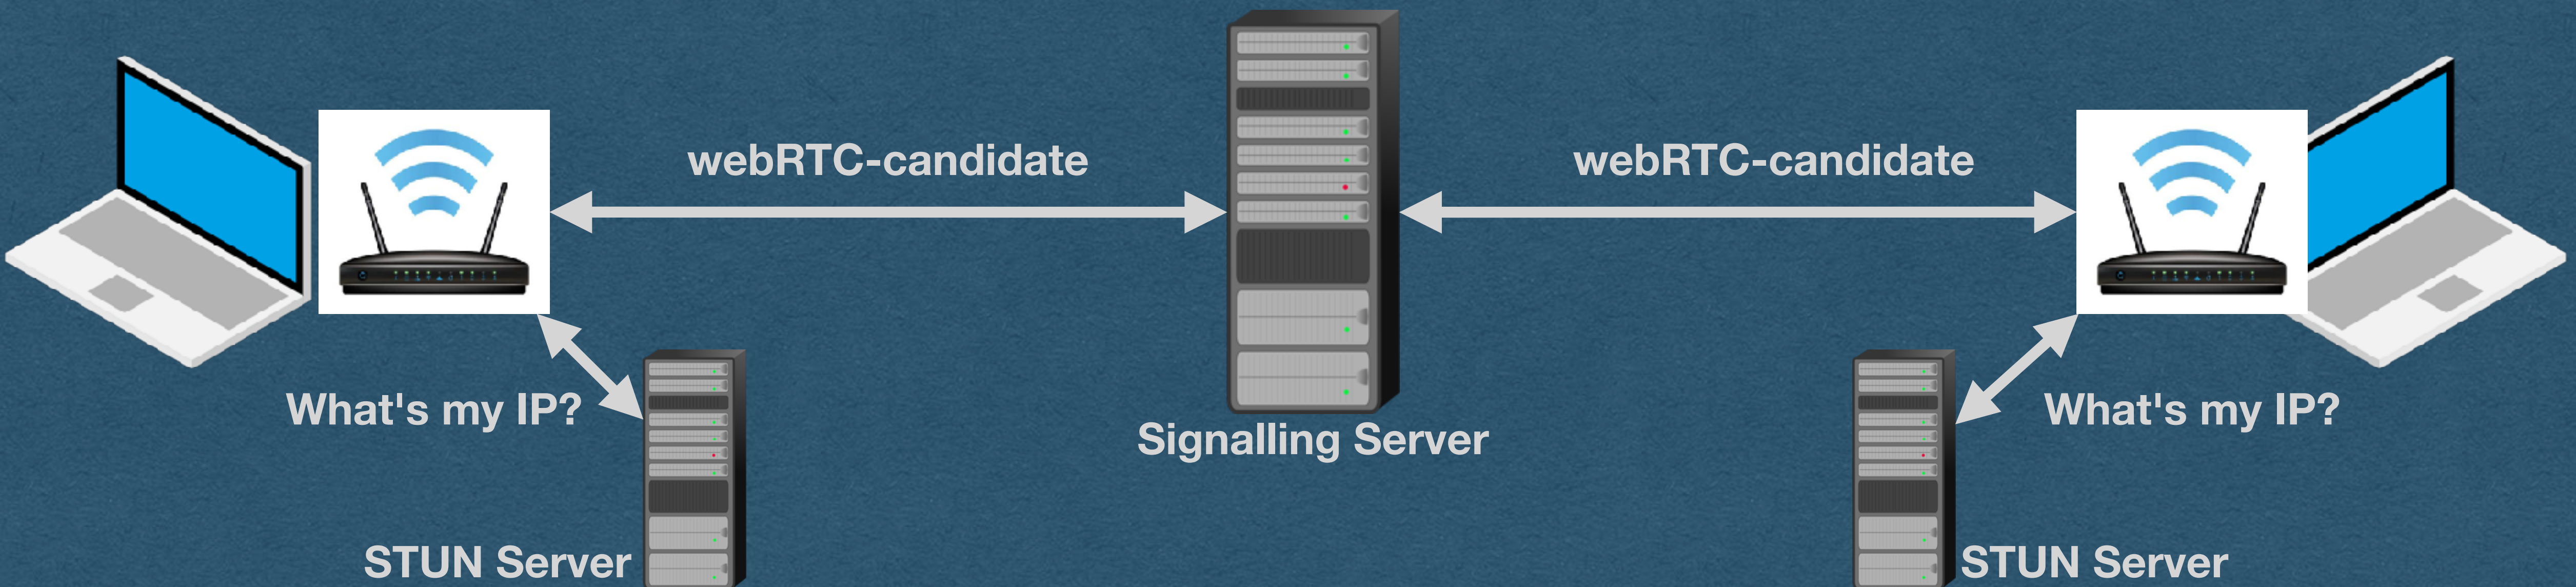 webRTC-candidate
webRTC-candidate
What's my IP?
Signalling Server
What's my IP?
STUN Server
STUN Server